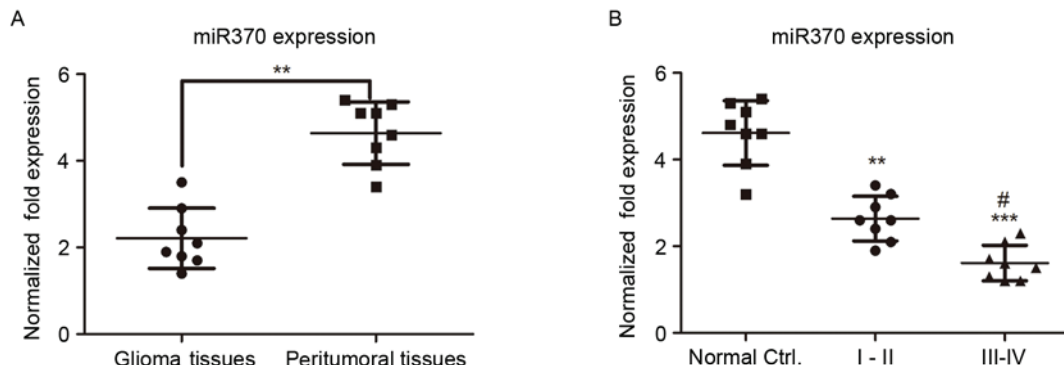 A
miR370 expression
**
Normalized fold expression
6
4
2
0
Glioma tissues
Peritumoral tissues
B
miR370 expression
Normalized fold expression
6
4
2
0
**
#
***
Normal Ctrl.
I - II
III-IV